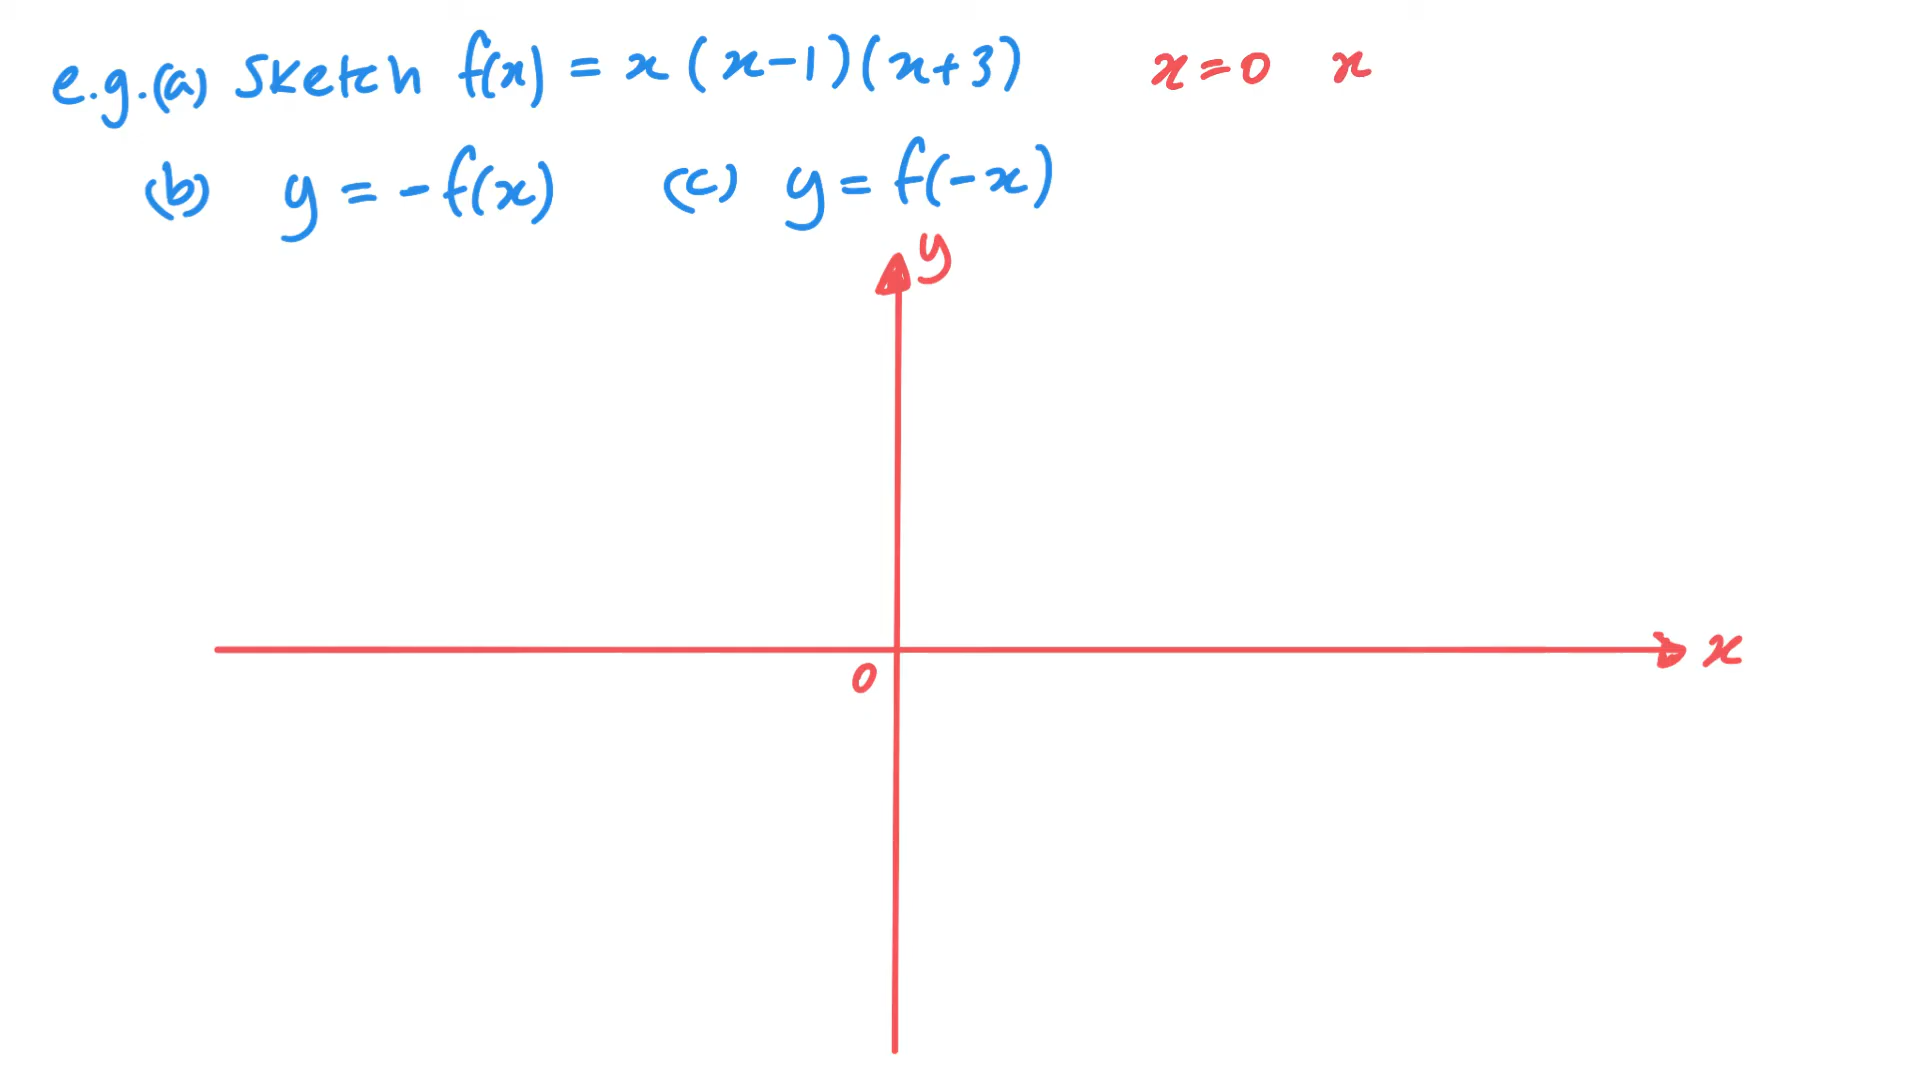 e.g. (a) Sketch f(x) = x(x-1)(x+3) x=0 x
(b) y = -f(x) (c) y = f(-x)
y
x
0